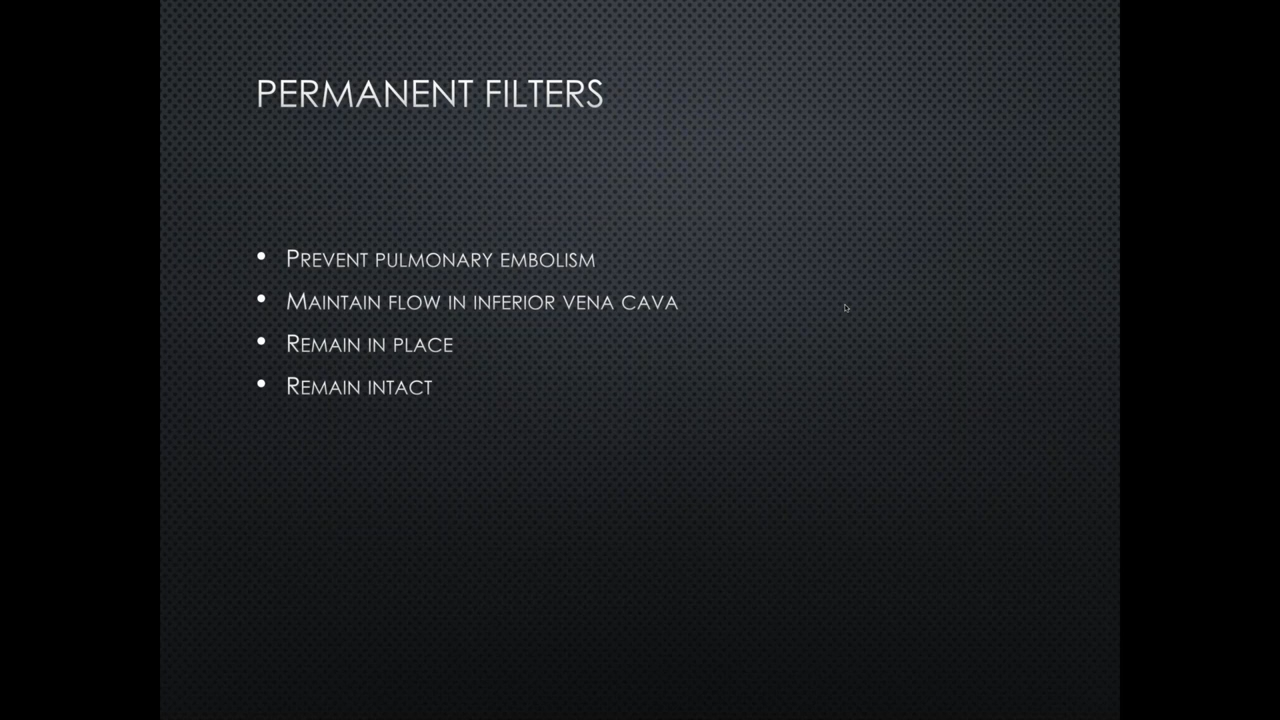 PERMANENT FILTERS
• PREVENT PULMONARY EMBOLISM
• MAINTAIN FLOW IN INFERIOR VENA CAVA
• REMAIN IN PLACE
• REMAIN INTACT